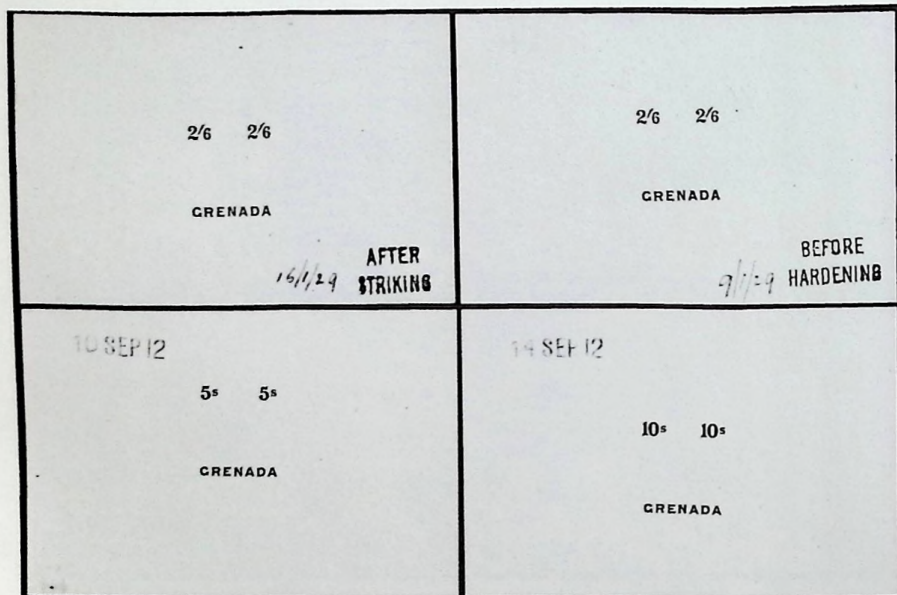 2/6 2/6
GRENADA
16/1/29
AFTER
STRIKING
2/6 2/6
GRENADA
9/1/29
BEFORE
HARDENING
10 SEP 12
5s 5s
GRENADA
14 SEP 12
10s 10s
GRENADA